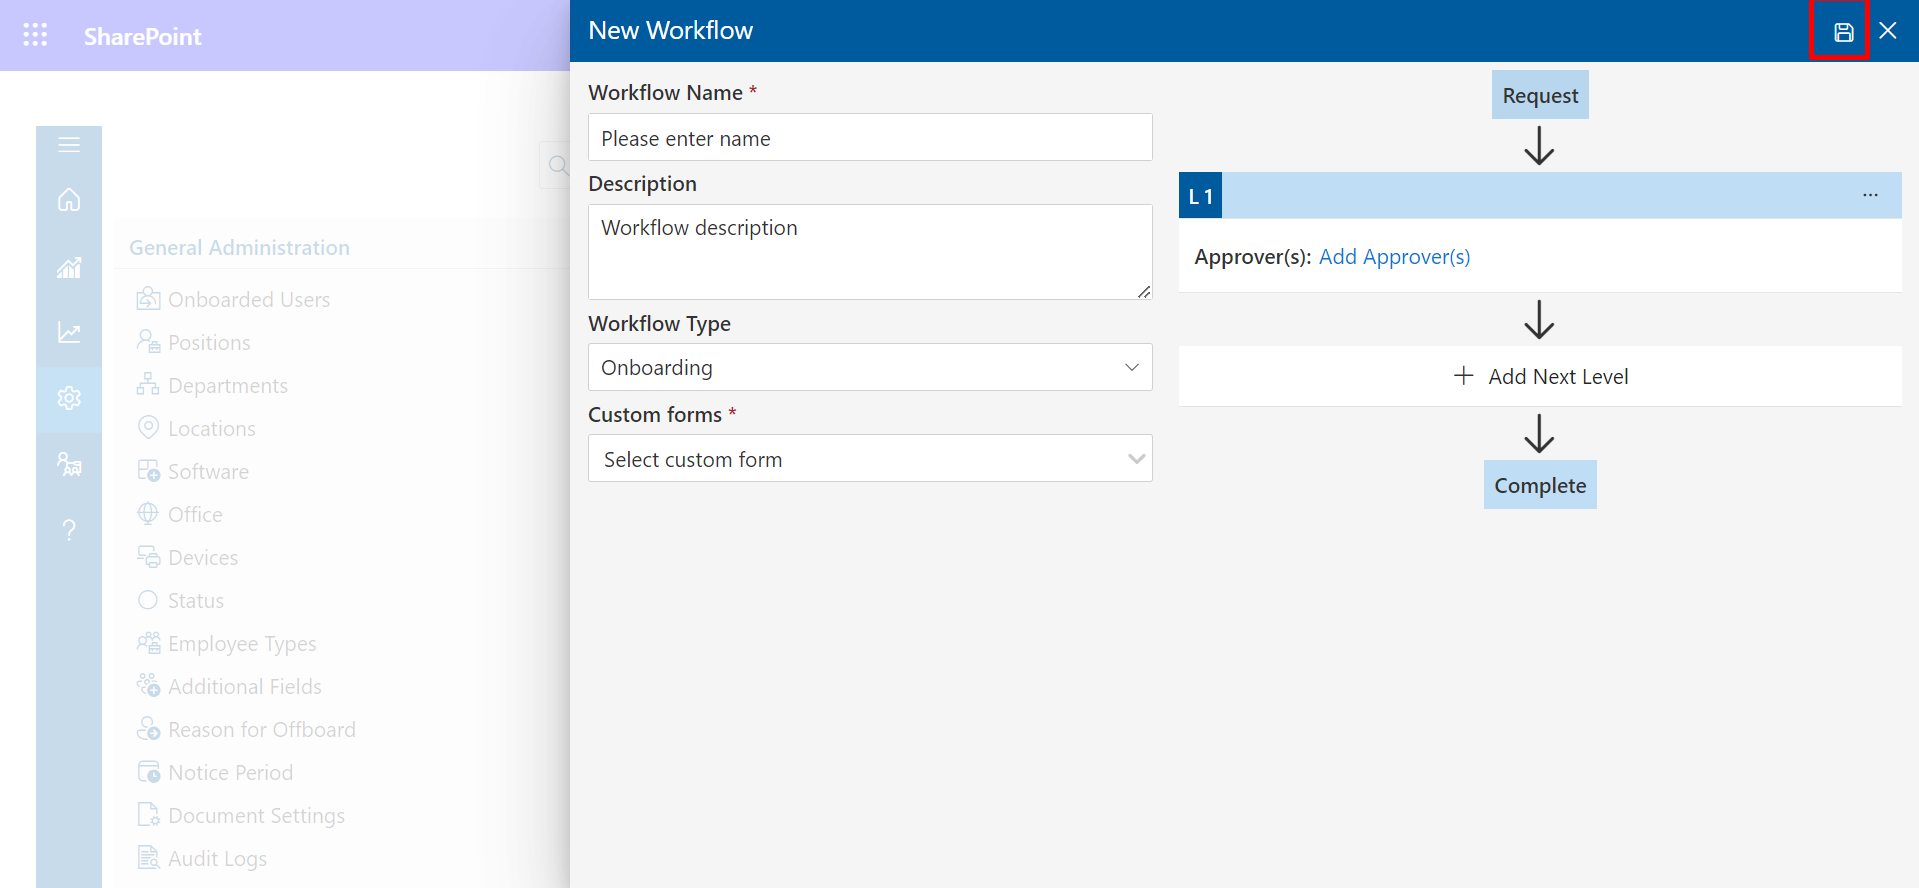 SharePoint
General Administration
Onboarded Users
Positions
Departments
Locations
Software
Office
Devices
Status
Employee Types
Additional Fields
Reason for Offboard
Notice Period
Document Settings
Audit Logs
New Workflow
Workflow Name *
Please enter name
Description
Workflow description
Workflow Type
Onboarding
Custom forms *
Select custom form
Request
L 1
...
Approver(s): Add Approver(s)
+ Add Next Level
Complete